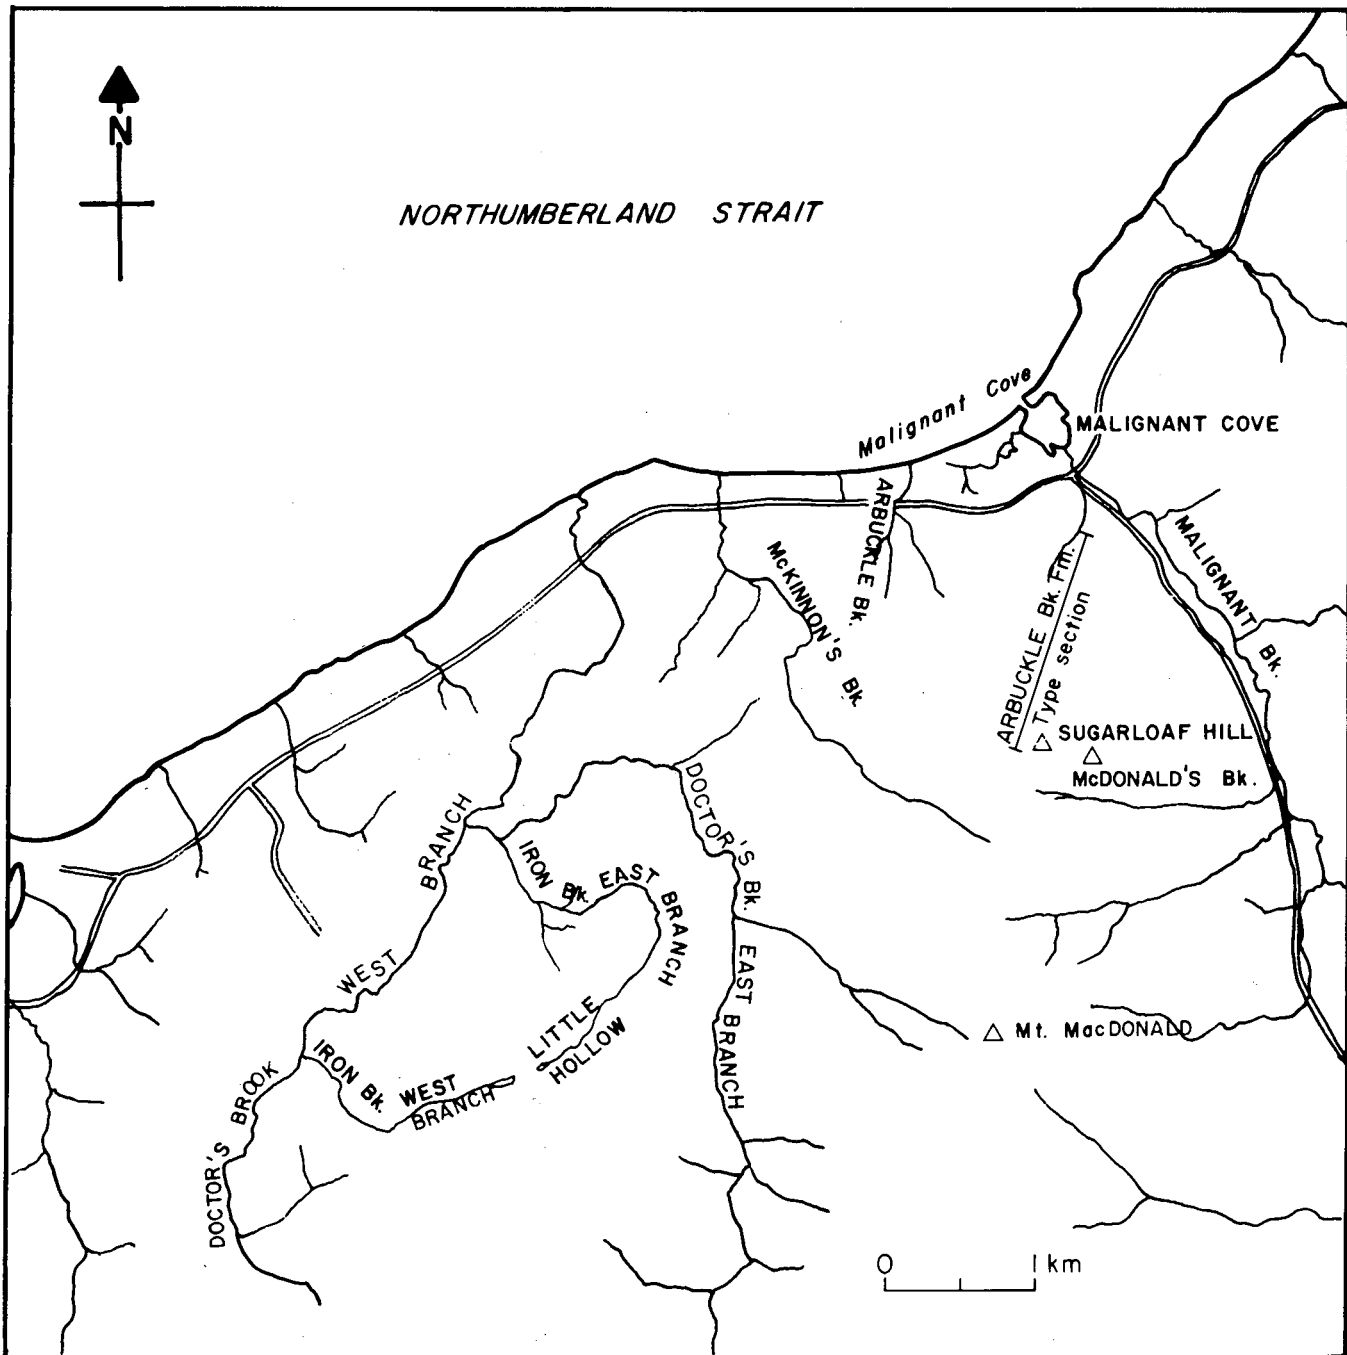 N
NORTHUMBERLAND STRAIT
Malignant Cove
MALIGNANT COVE
ARBUCKLE Bk.
McKINNON'S Bk.
MALIGNANT Bk.
ARBUCKLE Bk. Fm.
Type section
SUGARLOAF HILL
McDONALD'S Bk.
DOCTOR'S Bk. EAST BRANCH
IRON Bk. EAST BRANCH
LITTLE
HOLLOW
Mt. MacDONALD
DOCTOR'S BROOK WEST BRANCH
IRON Bk. WEST
BRANCH
0 1 km